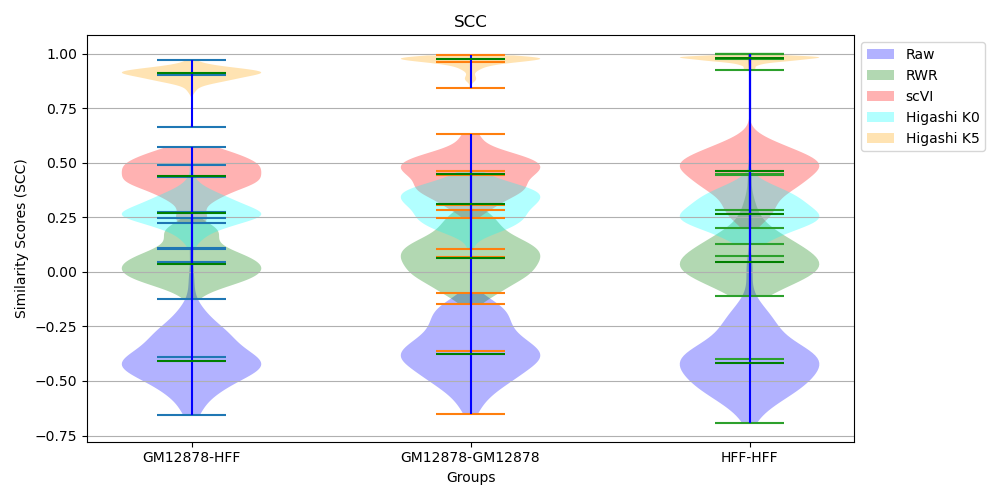 SCC
1.00
0.75
0.50
0.25
0.00
−0.25
−0.50
−0.75
Similarity Scores (SCC)
GM12878-HFF
GM12878-GM12878
HFF-HFF
Groups
Raw
RWR
scVI
Higashi K0
Higashi K5